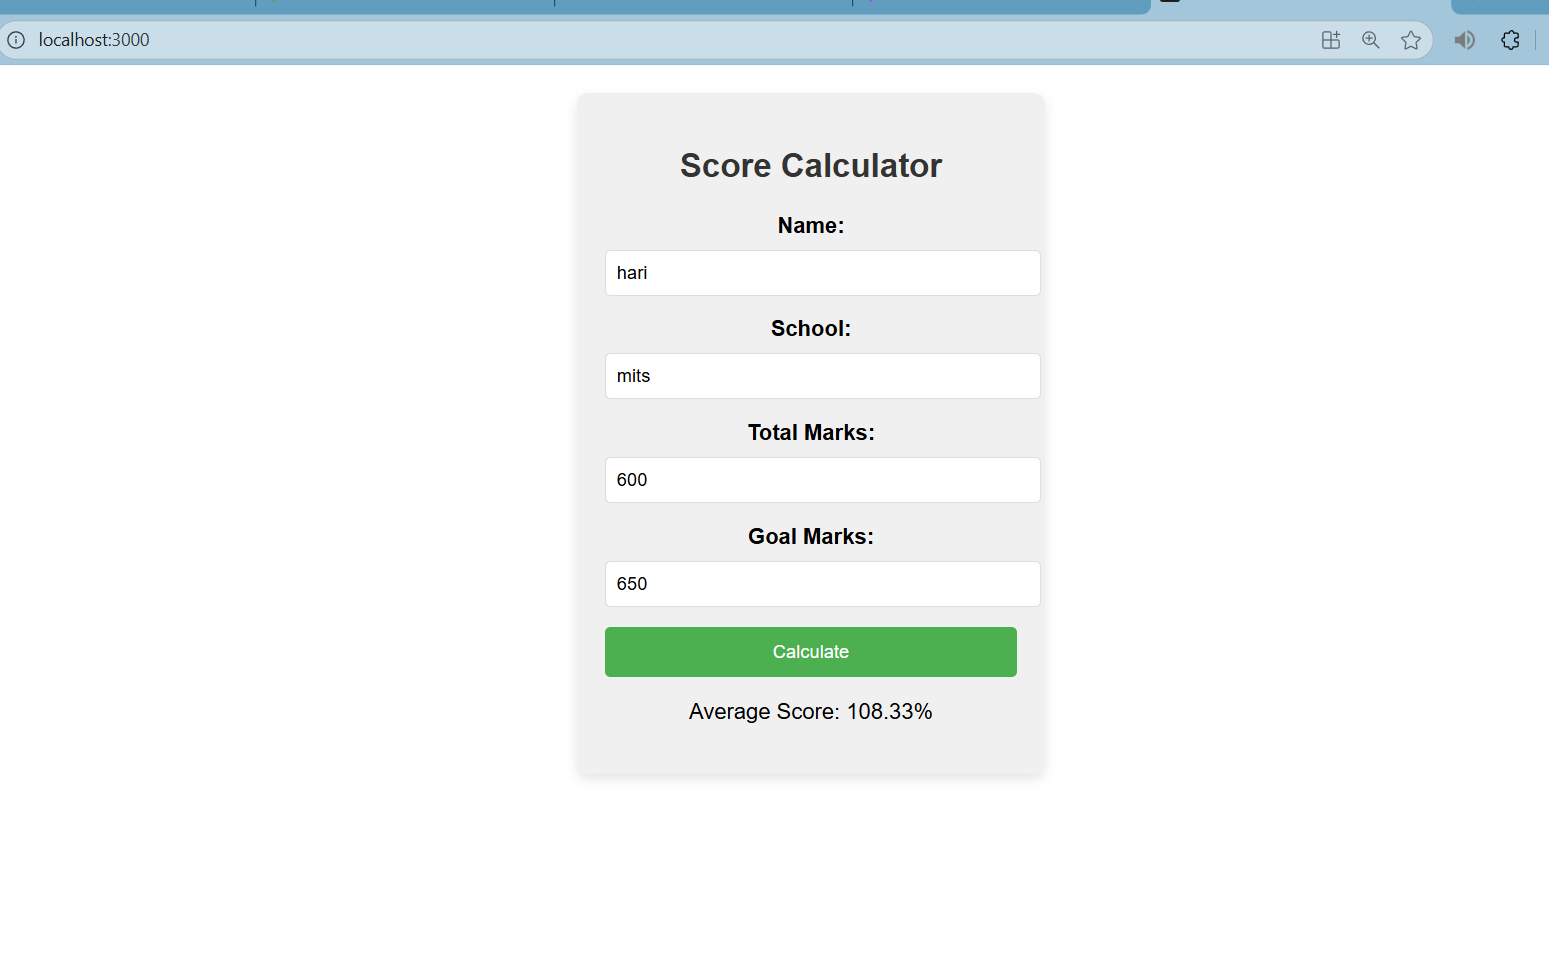 localhost:3000
Score Calculator
Name:
hari
School:
mits
Total Marks:
600
Goal Marks:
650
Calculate
Average Score: 108.33%